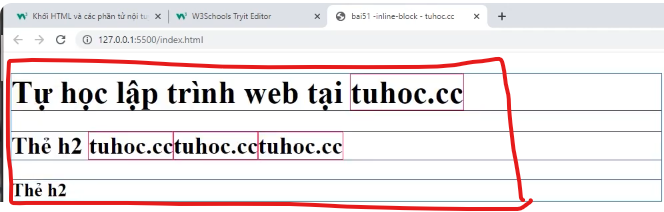 Khối HTML và các phần tử nội tu
W3Schools Tryit Editor
bai51 -inline-block - tuhoc.cc
127.0.0.1:5500/index.html
Tự học lập trình web tại tuhoc.cc
Thẻ h2 tuhoc.cctuhoc.cctuhoc.cc
Thẻ h2